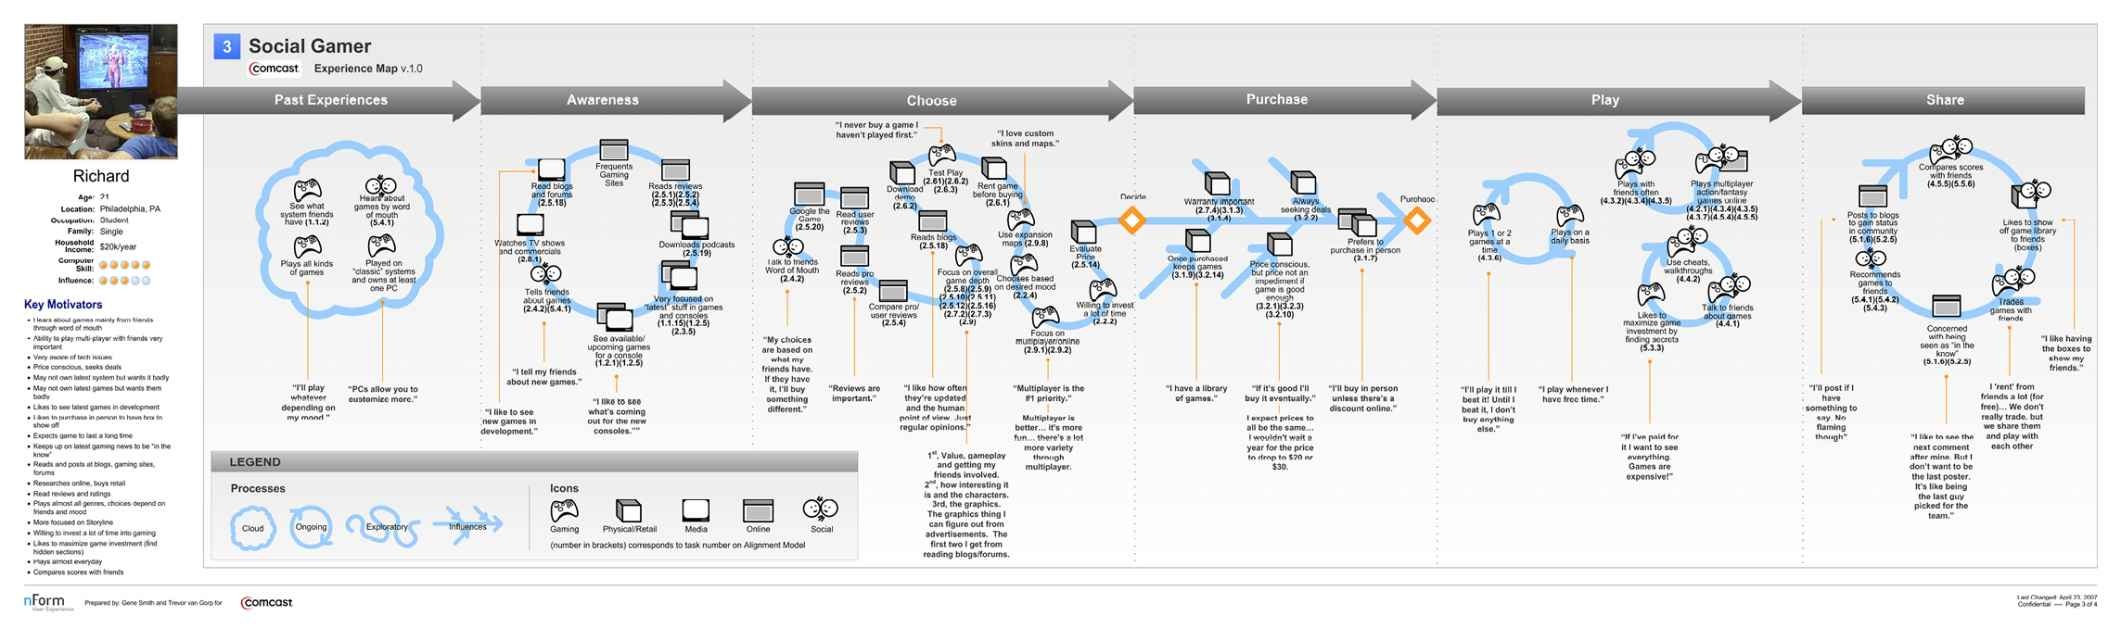 3
Social Gamer
comcast
Experience Map v.1.0
Past Experiences
Awareness
Choose
Purchase
Play
Share
Richard
Age: 21
Location: Philadelphia, PA
Occupation: Student
Family: Single
Household
Income: $20k/year
Computer
Skill:
Influence:
Key Motivators
• Hears about games mainly from friends
through word of mouth
• Ability to play multi-player with friends very
important
• Very aware of tech issues
• Price conscious, seeks deals
• May not own latest system but wants it badly
• May not own latest games but wants them
badly
• Likes to see latest games in development
• Likes to purchase in person to have box to
show off
• Expects game to last a long time
• Keeps up on latest gaming news to be "in the
know"
• Reads and posts at blogs, gaming sites,
forums
• Researches online, buys retail
• Read reviews and ratings
• Plays almost all genres, choices depend on
friends and mood
• More focused on Storyline
• Willing to invest a lot of time into gaming
• Likes to maximize game investment (find
hidden sections)
• Plays almost everyday
• Compares scores with friends
See what
system friends
have (1.1.2)
Hears about
games by word
of mouth
(5.4.1)
Plays all kinds
of games
Played on
"classic" systems
and owns at least
one PC
"I'll play
whatever
depending on
my mood."
"PCs allow you to
customize more."
Read blogs
and forums
(2.5.18)
Frequents
Gaming
Sites
Reads reviews
(2.5.1)(2.5.2)
(2.5.3)(2.5.4)
Watches TV shows
and commercials
(2.8.1)
Downloads podcasts
(2.5.19)
Tells friends
about games
(2.4.2)(5.4.1)
Very focused on
"latest" stuff in games
and consoles
(1.1.15)(1.2.5)
(2.3.5)
See available/
upcoming games
for a console
(1.2.1)(1.2.5)
"I tell my friends
about new games."
"I like to see
new games in
development."
"I like to see
what's coming
out for the new
consoles.""
"I never buy a game I
haven't played first."
"I love custom
skins and maps."
Google the
Game
(2.5.20)
Read user
reviews
(2.5.3)
Download
demo
(2.6.2)
Test Play
(2.61)(2.6.2)
(2.6.3)
Rent game
before buying
(2.6.1)
Talk to friends
Word of Mouth
(2.4.2)
Reads pro
reviews
(2.5.2)
Reads blogs
(2.5.18)
Compare pro/
user reviews
(2.5.4)
Focus on overall
game depth
(2.5.8)(2.5.9)
(2.5.10)(2.5.11)
(2.5.12)(2.5.16)
(2.7.2)(2.7.3)
(2.9)
Use expansion
maps (2.9.8)
Chooses based
on desired mood
(2.2.4)
Focus on
multiplayer/online
(2.9.1)(2.9.2)
Evaluate
Price
(2.5.14)
Willing to invest
a lot of time
(2.2.2)
"My choices
are based on
what my
friends have.
If they have
it, I'll buy
something
different."
"Reviews are
important."
"I like how often
they're updated
and the human
point of view. Just
regular opinions."
1st, Value, gameplay
and getting my
friends involved.
2nd, how interesting it
is and the characters.
3rd, the graphics.
The graphics thing I
can figure out from
advertisements. The
first two I get from
reading blogs/forums.
"Multiplayer is the
#1 priority."
Multiplayer is
better... it's more
fun... there's a lot
more variety
through
multiplayer.
Decide
Purchase
Warranty important
(2.7.4)(3.1.3)
(3.1.4)
Always
seeking deals
(3.2.2)
Once purchased
keeps games
(3.1.9)(3.2.14)
Price conscious,
but price not an
impediment if
game is good
enough
(3.2.1)(3.2.3)
(3.2.10)
Prefers to
purchase in person
(3.1.7)
"I have a library
of games."
"If it's good I'll
buy it eventually."
I expect prices to
all be the same...
I wouldn't wait a
year for the price
to drop to $20 or
$30.
"I'll buy in person
unless there's a
discount online."
Plays 1 or 2
games at a
time
(4.3.6)
Plays on a
daily basis
Plays with
friends often
(4.3.2)(4.3.4)(4.3.5)
Plays multiplayer
action/fantasy
games online
(4.2.1)(4.3.4)(4.3.5)
(4.3.7)(4.5.4)(4.5.5)
Use cheats,
walkthroughs
(4.4.2)
Likes to
maximize game
investment by
finding secrets
(5.3.3)
Talk to friends
about games
(4.4.1)
"I'll play it till I
beat it! Until I
beat it, I don't
buy anything
else."
"I play whenever I
have free time."
"If I've paid for
it I want to see
everything.
Games are
expensive!"
Compares scores
with friends
(4.5.5)(5.5.6)
Posts to blogs
to gain status
in community
(5.1.6)(5.2.5)
Likes to show
off game library
to friends
(boxes)
Recommends
games to
friends
(5.4.1)(5.4.2)
(5.4.3)
Trades
games with
friends
Concerned
with being
seen as "in the
know"
(5.1.6)(5.2.5)
"I'll post if I
have
something to
say. No
flaming
though"
"I like to see the
next comment
after mine. But I
don't want to be
the last poster.
It's like being
the last guy
picked for the
team."
I 'rent' from
friends a lot (for
free)... We don't
really trade, but
we share them
and play with
each other
"I like having
the boxes to
show my
friends."
LEGEND
Processes
Cloud
Ongoing
Exploratory
Influences
Icons
Gaming
Physical/Retail
Media
Online
Social
(number in brackets) corresponds to task number on Alignment Model
nForm
User Experience
Prepared by: Gene Smith and Trevor van Gorp for
comcast
Last Changed: April 23, 2007
Confidential — Page 3 of 4